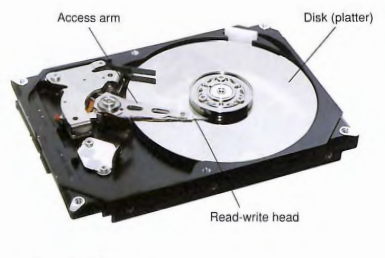 Access arm
Disk (platter)
Read-write head